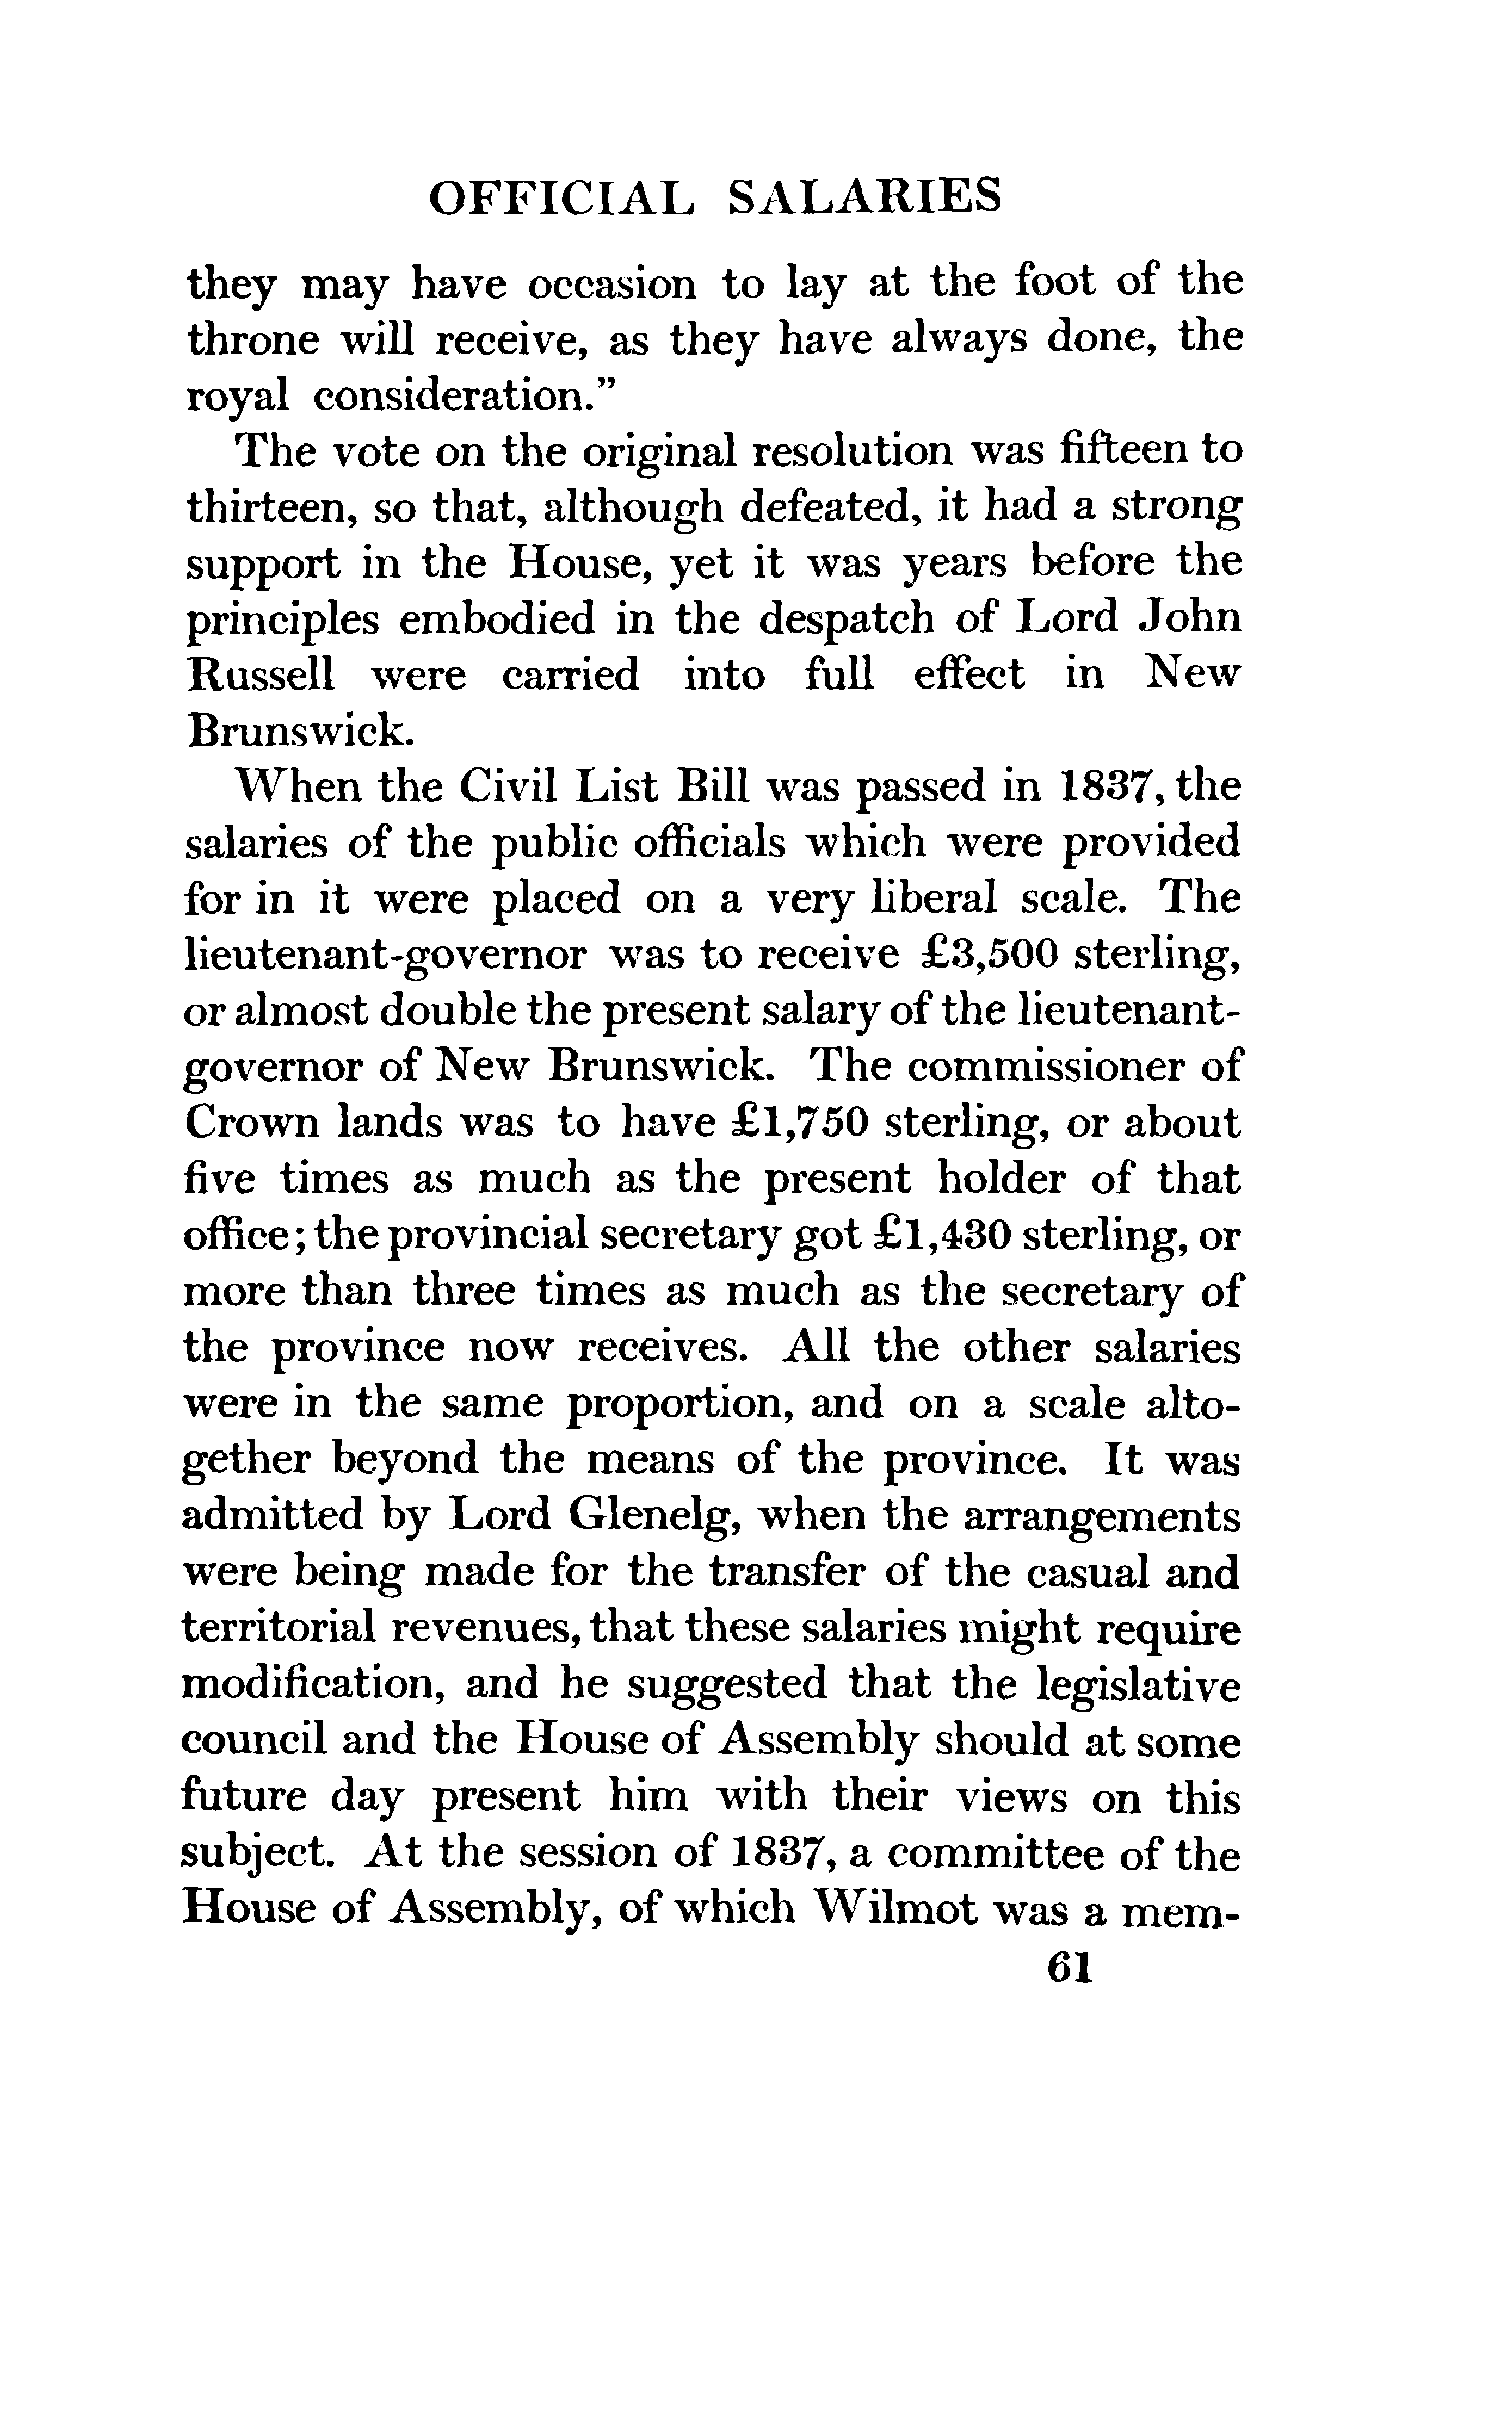 OFFICIAL SALARIES
they may have occasion to lay at the foot of the
throne will receive, as they have always done, the
royal consideration.”
The vote on the original resolution was fifteen to
thirteen, so that, although defeated, it had a strong
support in the House, yet it was years before the
principles embodied in the despatch of Lord John
Russell were carried into full effect in New
Brunswick.
When the Civil List Bill was passed in 1837, the
salaries of the public officials which were provided
for in it were placed on a very liberal scale. The
lieutenant-governor was to receive £3,500 sterling,
or almost double the present salary of the lieutenant-
governor of New Brunswick. The commissioner of
Crown lands was to have £1,750 sterling, or about
five times as much as the present holder of that
office; the provincial secretary got £1,430 sterling, or
more than three times as much as the secretary of
the province now receives. All the other salaries
were in the same proportion, and on a scale alto-
gether beyond the means of the province. It was
admitted by Lord Glenelg, when the arrangements
were being made for the transfer of the casual and
territorial revenues, that these salaries might require
modification, and he suggested that the legislative
council and the House of Assembly should at some
future day present him with their views on this
subject. At the session of 1837, a committee of the
House of Assembly, of which Wilmot was a mem-
61